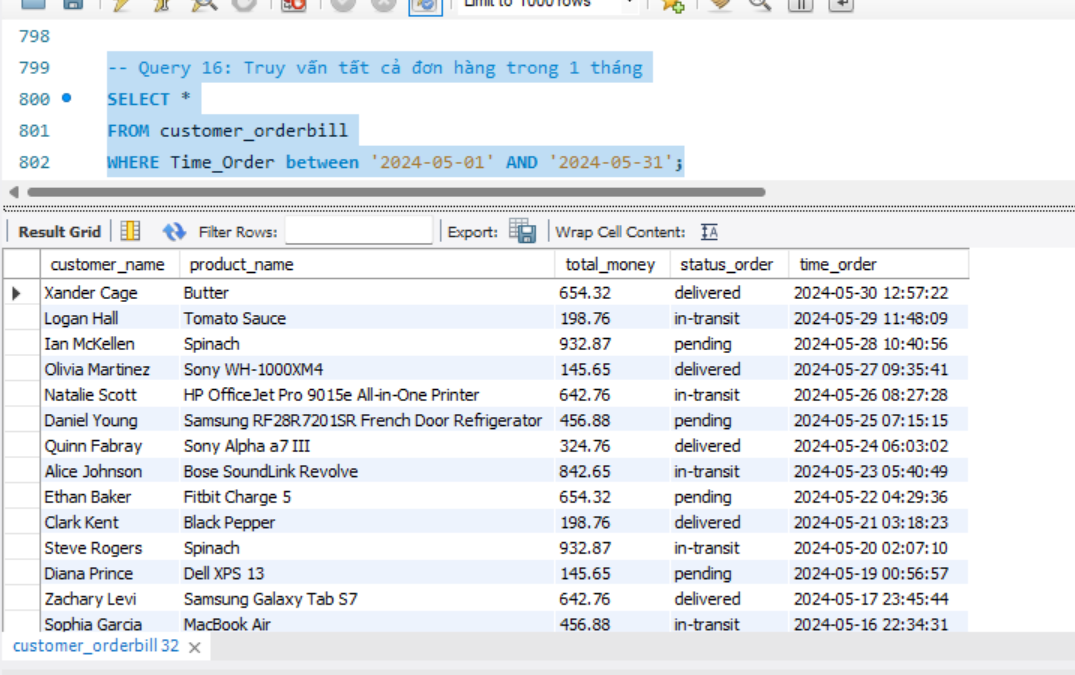 Limit to 1000 rows
798
799 -- Query 16: Truy vấn tất cả đơn hàng trong 1 tháng
800 SELECT *
801 FROM customer_orderbill
802 WHERE Time_Order between '2024-05-01' AND '2024-05-31';
Result Grid Filter Rows: Export: Wrap Cell Content: IA
customer_name product_name total_money status_order time_order
Xander Cage Butter 654.32 delivered 2024-05-30 12:57:22
Logan Hall Tomato Sauce 198.76 in-transit 2024-05-29 11:48:09
Ian McKellen Spinach 932.87 pending 2024-05-28 10:40:56
Olivia Martinez Sony WH-1000XM4 145.65 delivered 2024-05-27 09:35:41
Natalie Scott HP OfficeJet Pro 9015e All-in-One Printer 642.76 in-transit 2024-05-26 08:27:28
Daniel Young Samsung RF28R7201SR French Door Refrigerator 456.88 pending 2024-05-25 07:15:15
Quinn Fabray Sony Alpha a7 III 324.76 delivered 2024-05-24 06:03:02
Alice Johnson Bose SoundLink Revolve 842.65 in-transit 2024-05-23 05:40:49
Ethan Baker Fitbit Charge 5 654.32 pending 2024-05-22 04:29:36
Clark Kent Black Pepper 198.76 delivered 2024-05-21 03:18:23
Steve Rogers Spinach 932.87 in-transit 2024-05-20 02:07:10
Diana Prince Dell XPS 13 145.65 pending 2024-05-19 00:56:57
Zachary Levi Samsung Galaxy Tab S7 642.76 delivered 2024-05-17 23:45:44
Sophia Garcia MacBook Air 456.88 in-transit 2024-05-16 22:34:31
customer_orderbill 32